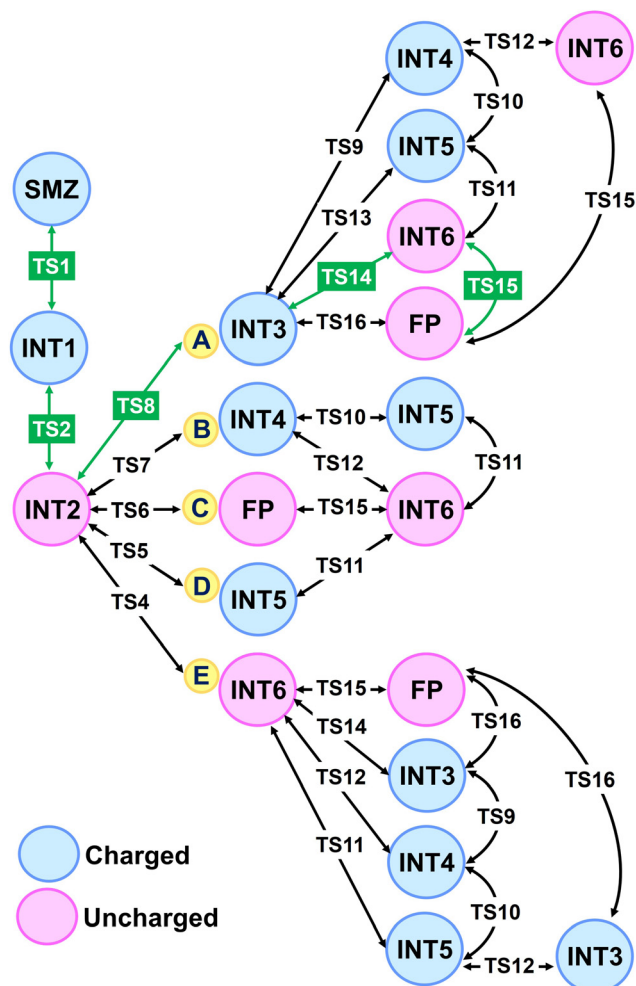 INT4
TS12
INT6
TS10
TS9
INT5
TS11
SMZ
TS13
TS15
INT6
TS1
TS14
TS15
A
INT3
TS16
FP
INT1
TS8
TS2
B
INT4
TS10
INT5
TS7
TS12
TS11
INT2
TS6
C
FP
TS15
INT6
TS5
TS11
D
INT5
TS4
E
INT6
TS15
FP
TS14
TS16
TS12
INT3
TS16
TS9
TS11
Charged
INT4
TS10
Uncharged
INT5
TS12
INT3